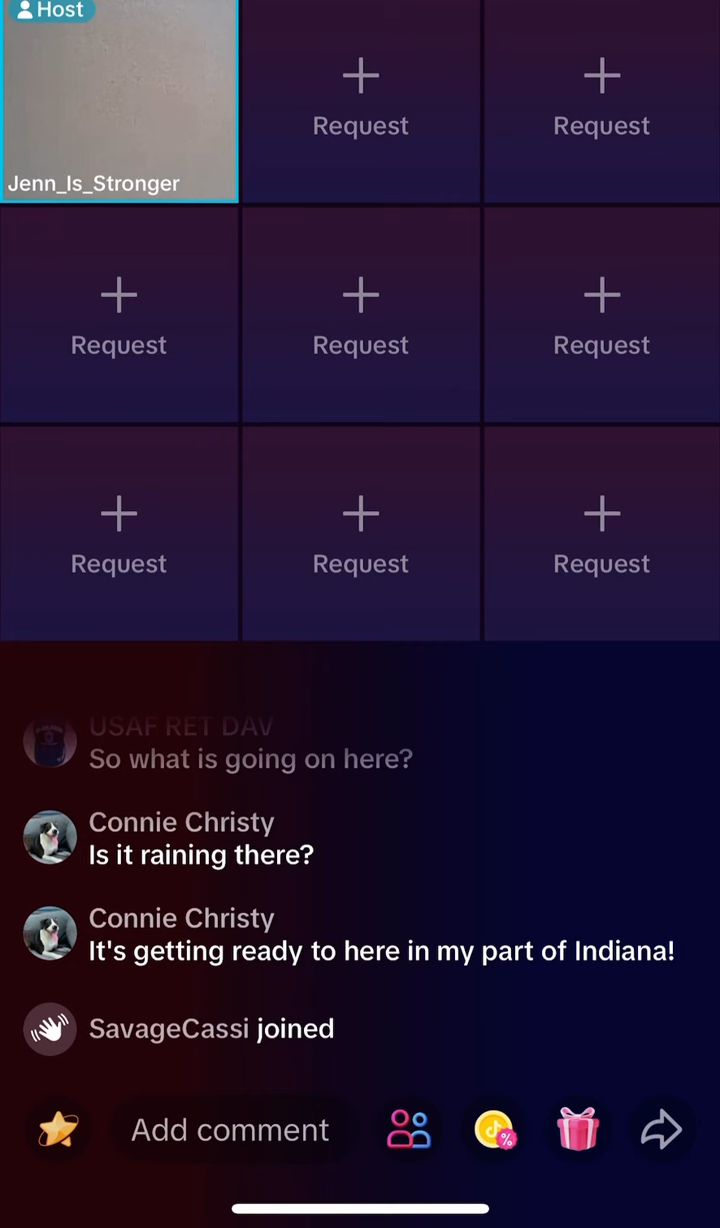 Host
Jenn_Is_Stronger
Request
Request
Request
Request
Request
Request
Request
Request
USAF RET DAV
So what is going on here?
Connie Christy
Is it raining there?
Connie Christy
It's getting ready to here in my part of Indiana!
SavageCassi joined
Add comment
%